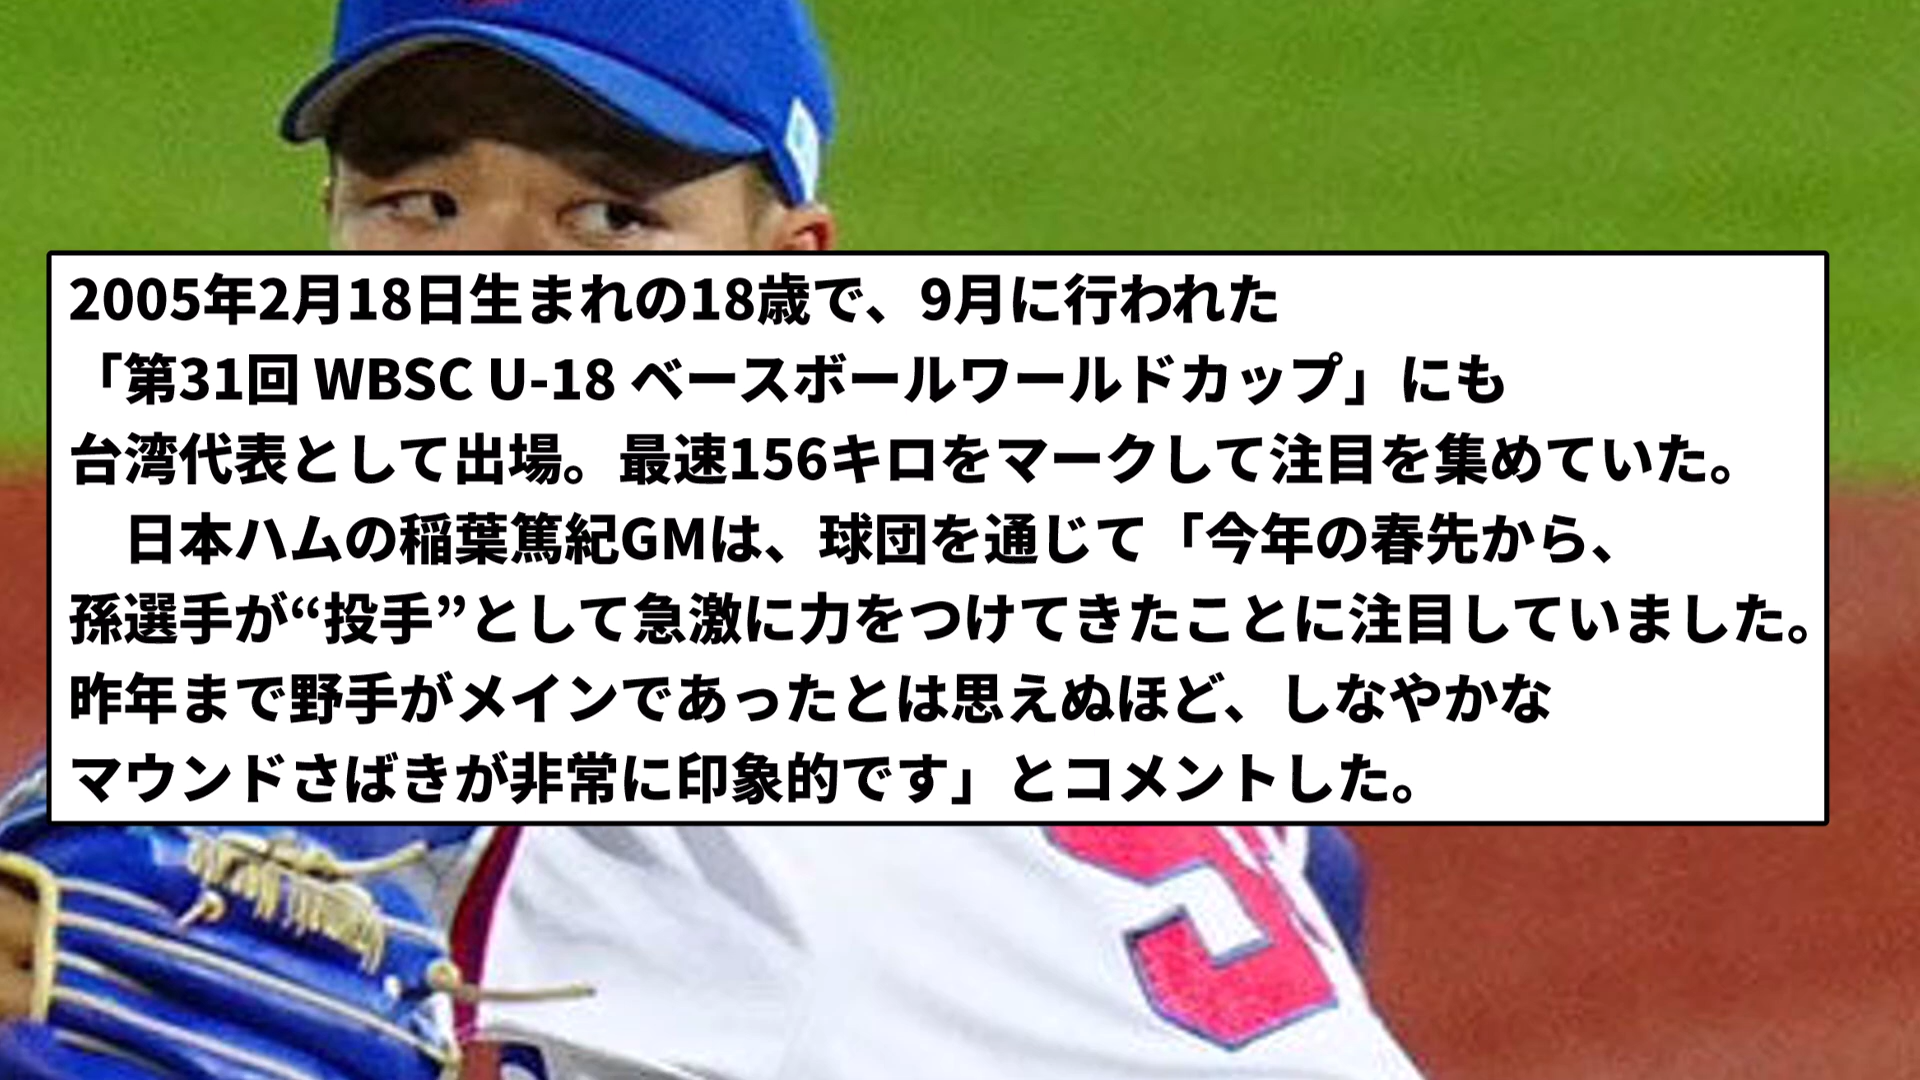 2005年2月18日生まれの18歳で、9月に行われた
「第31回 WBSC U-18 ベースボールワールドカップ」にも
台湾代表として出場。最速156キロをマークして注目を集めていた。
　日本ハムの稲葉篤紀GMは、球団を通じて「今年の春先から、
孫選手が“投手”として急激に力をつけてきたことに注目していました。
昨年まで野手がメインであったとは思えぬほど、しなやかな
マウンドさばきが非常に印象的です」とコメントした。